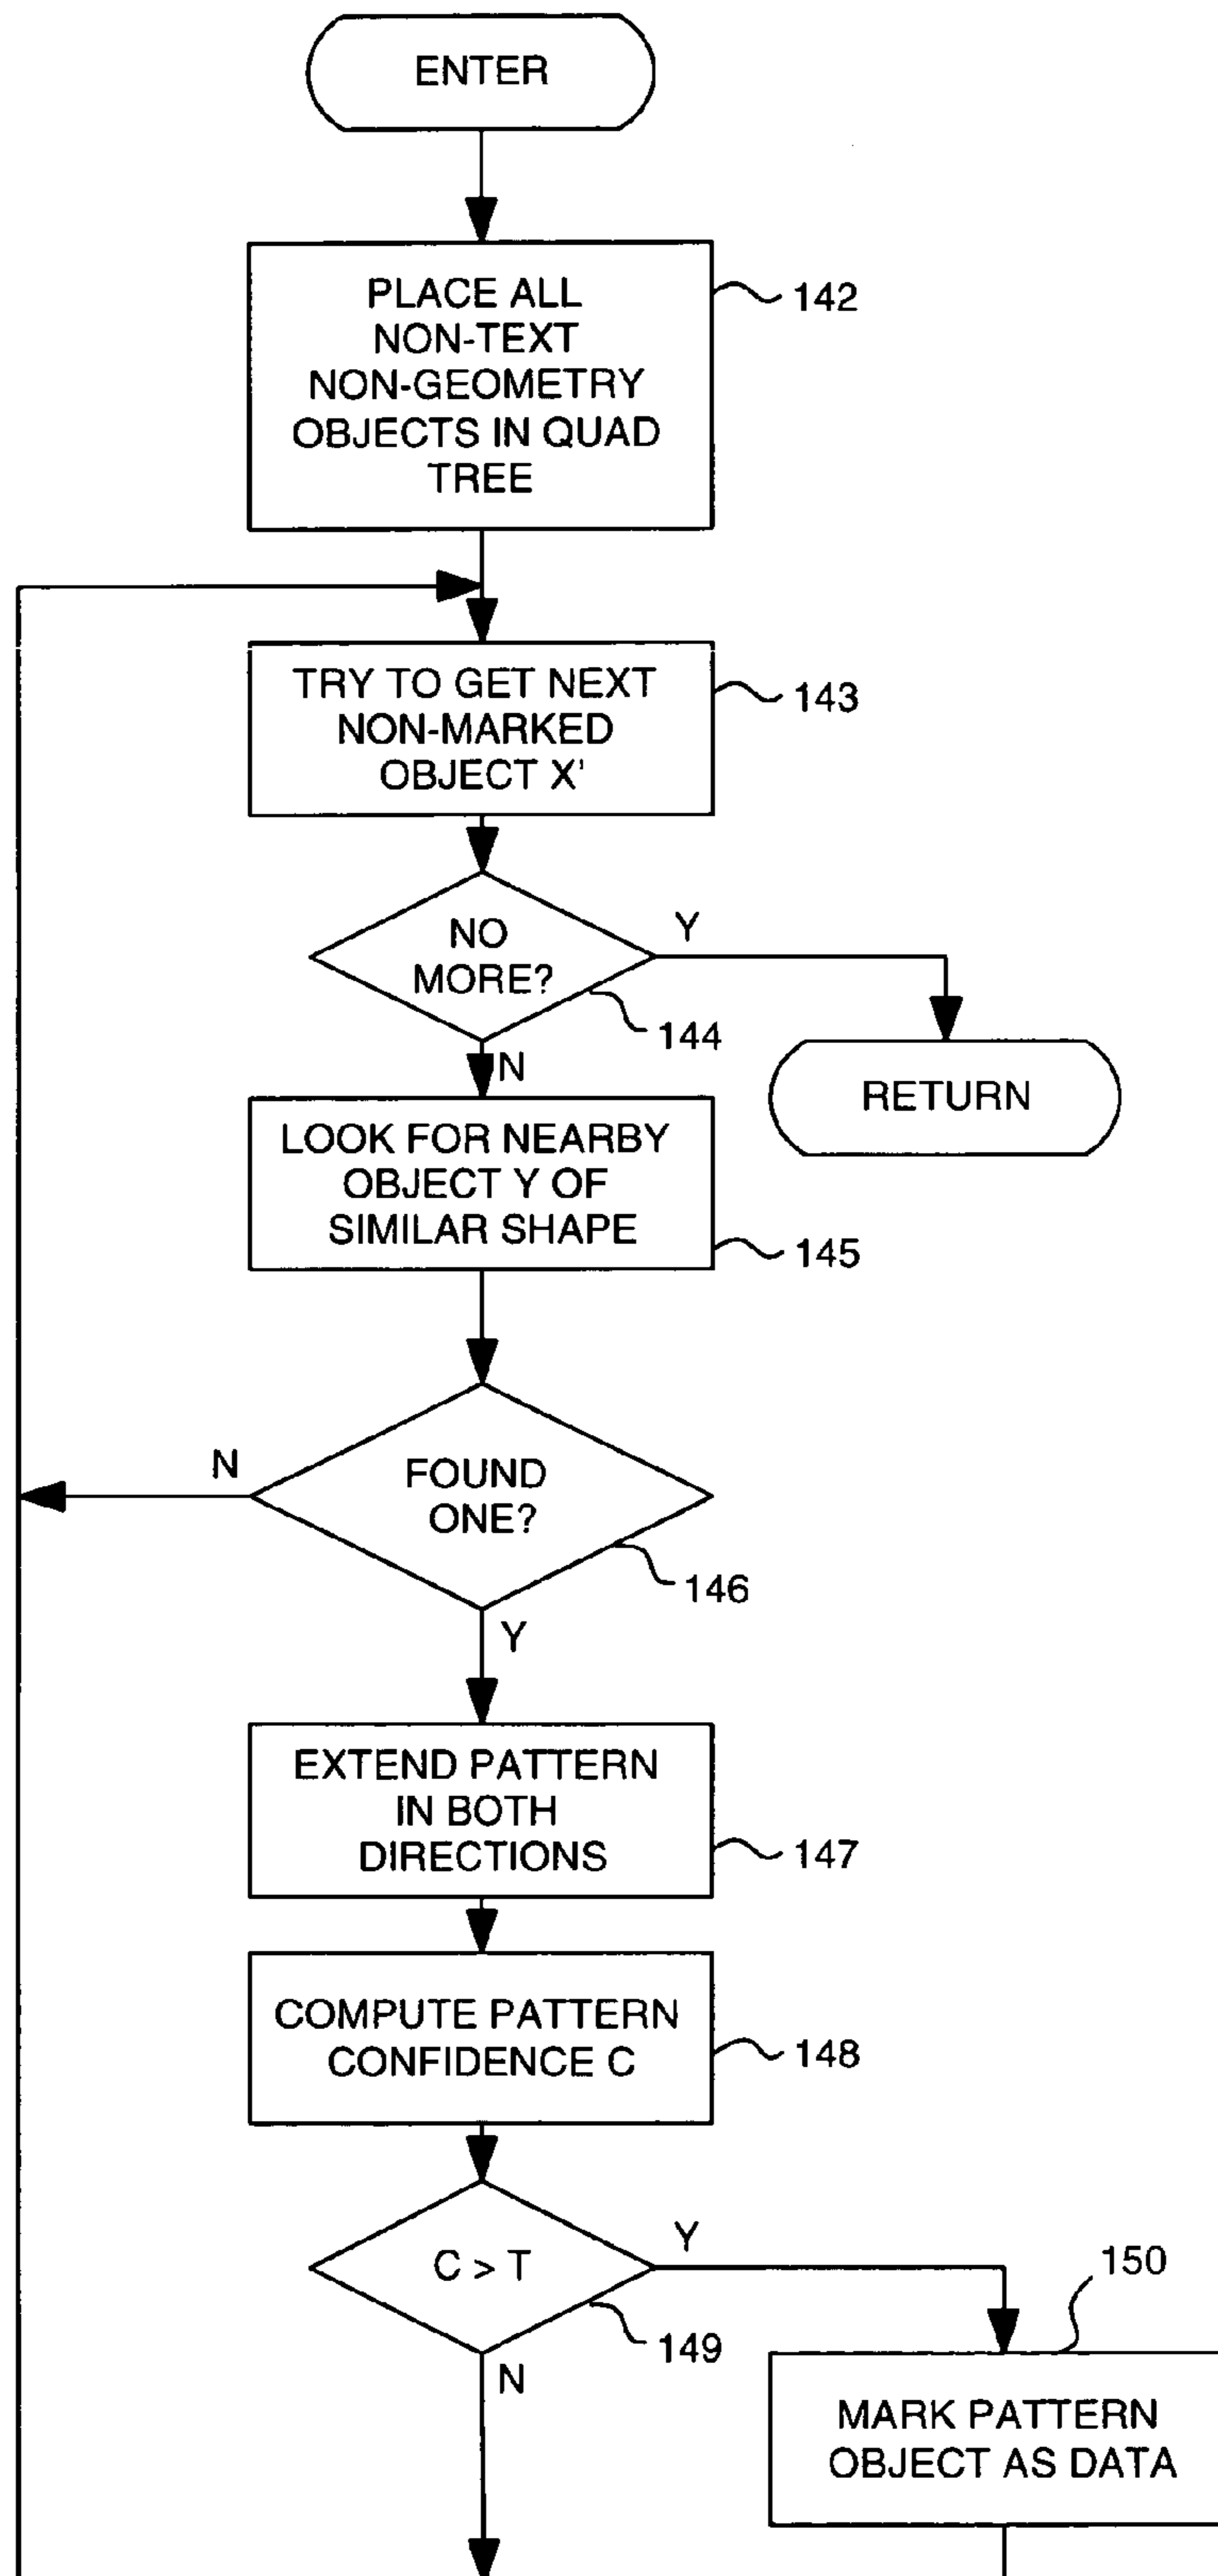 ENTER
PLACE ALL
NON-TEXT
NON-GEOMETRY
OBJECTS IN QUAD
TREE
142
TRY TO GET NEXT
NON-MARKED
OBJECT X'
143
NO
MORE?
Y
144
N
RETURN
LOOK FOR NEARBY
OBJECT Y OF
SIMILAR SHAPE
145
N
FOUND
ONE?
146
Y
EXTEND PATTERN
IN BOTH
DIRECTIONS
147
COMPUTE PATTERN
CONFIDENCE C
148
C > T
Y
150
149
N
MARK PATTERN
OBJECT AS DATA